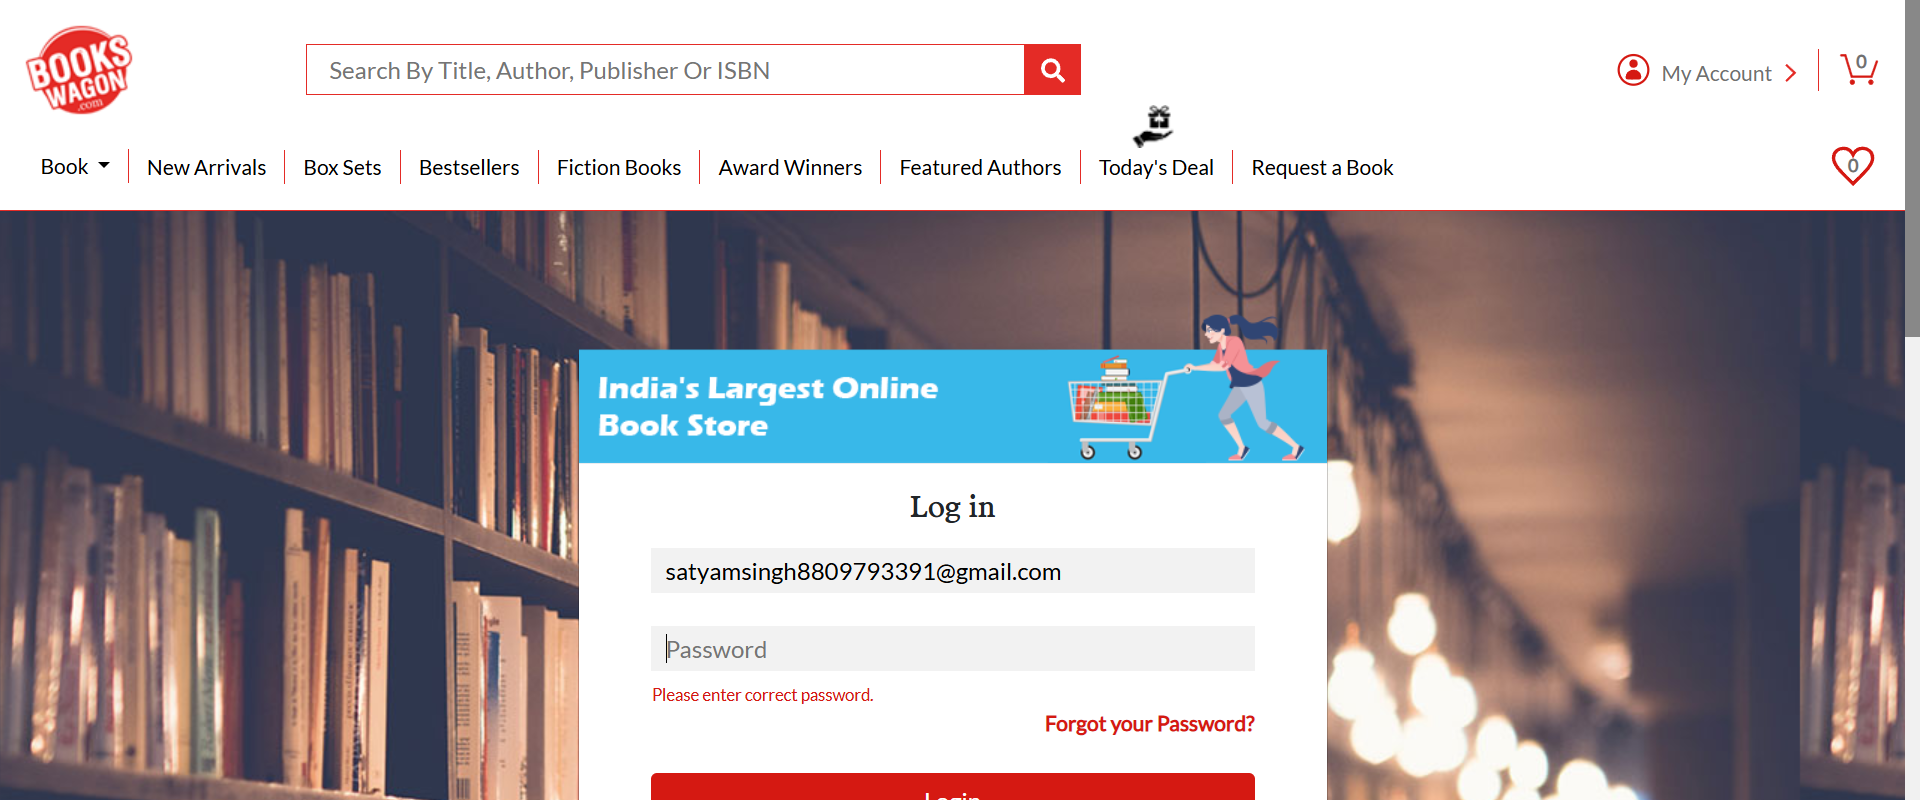 BOOKS
WAGON
.com
Search By Title, Author, Publisher Or ISBN
My Account
0
Book
New Arrivals
Box Sets
Bestsellers
Fiction Books
Award Winners
Featured Authors
Today's Deal
Request a Book
0
India's Largest Online
Book Store
Log in
satyamsingh8809793391@gmail.com
Password
Please enter correct password.
Forgot your Password?
Login